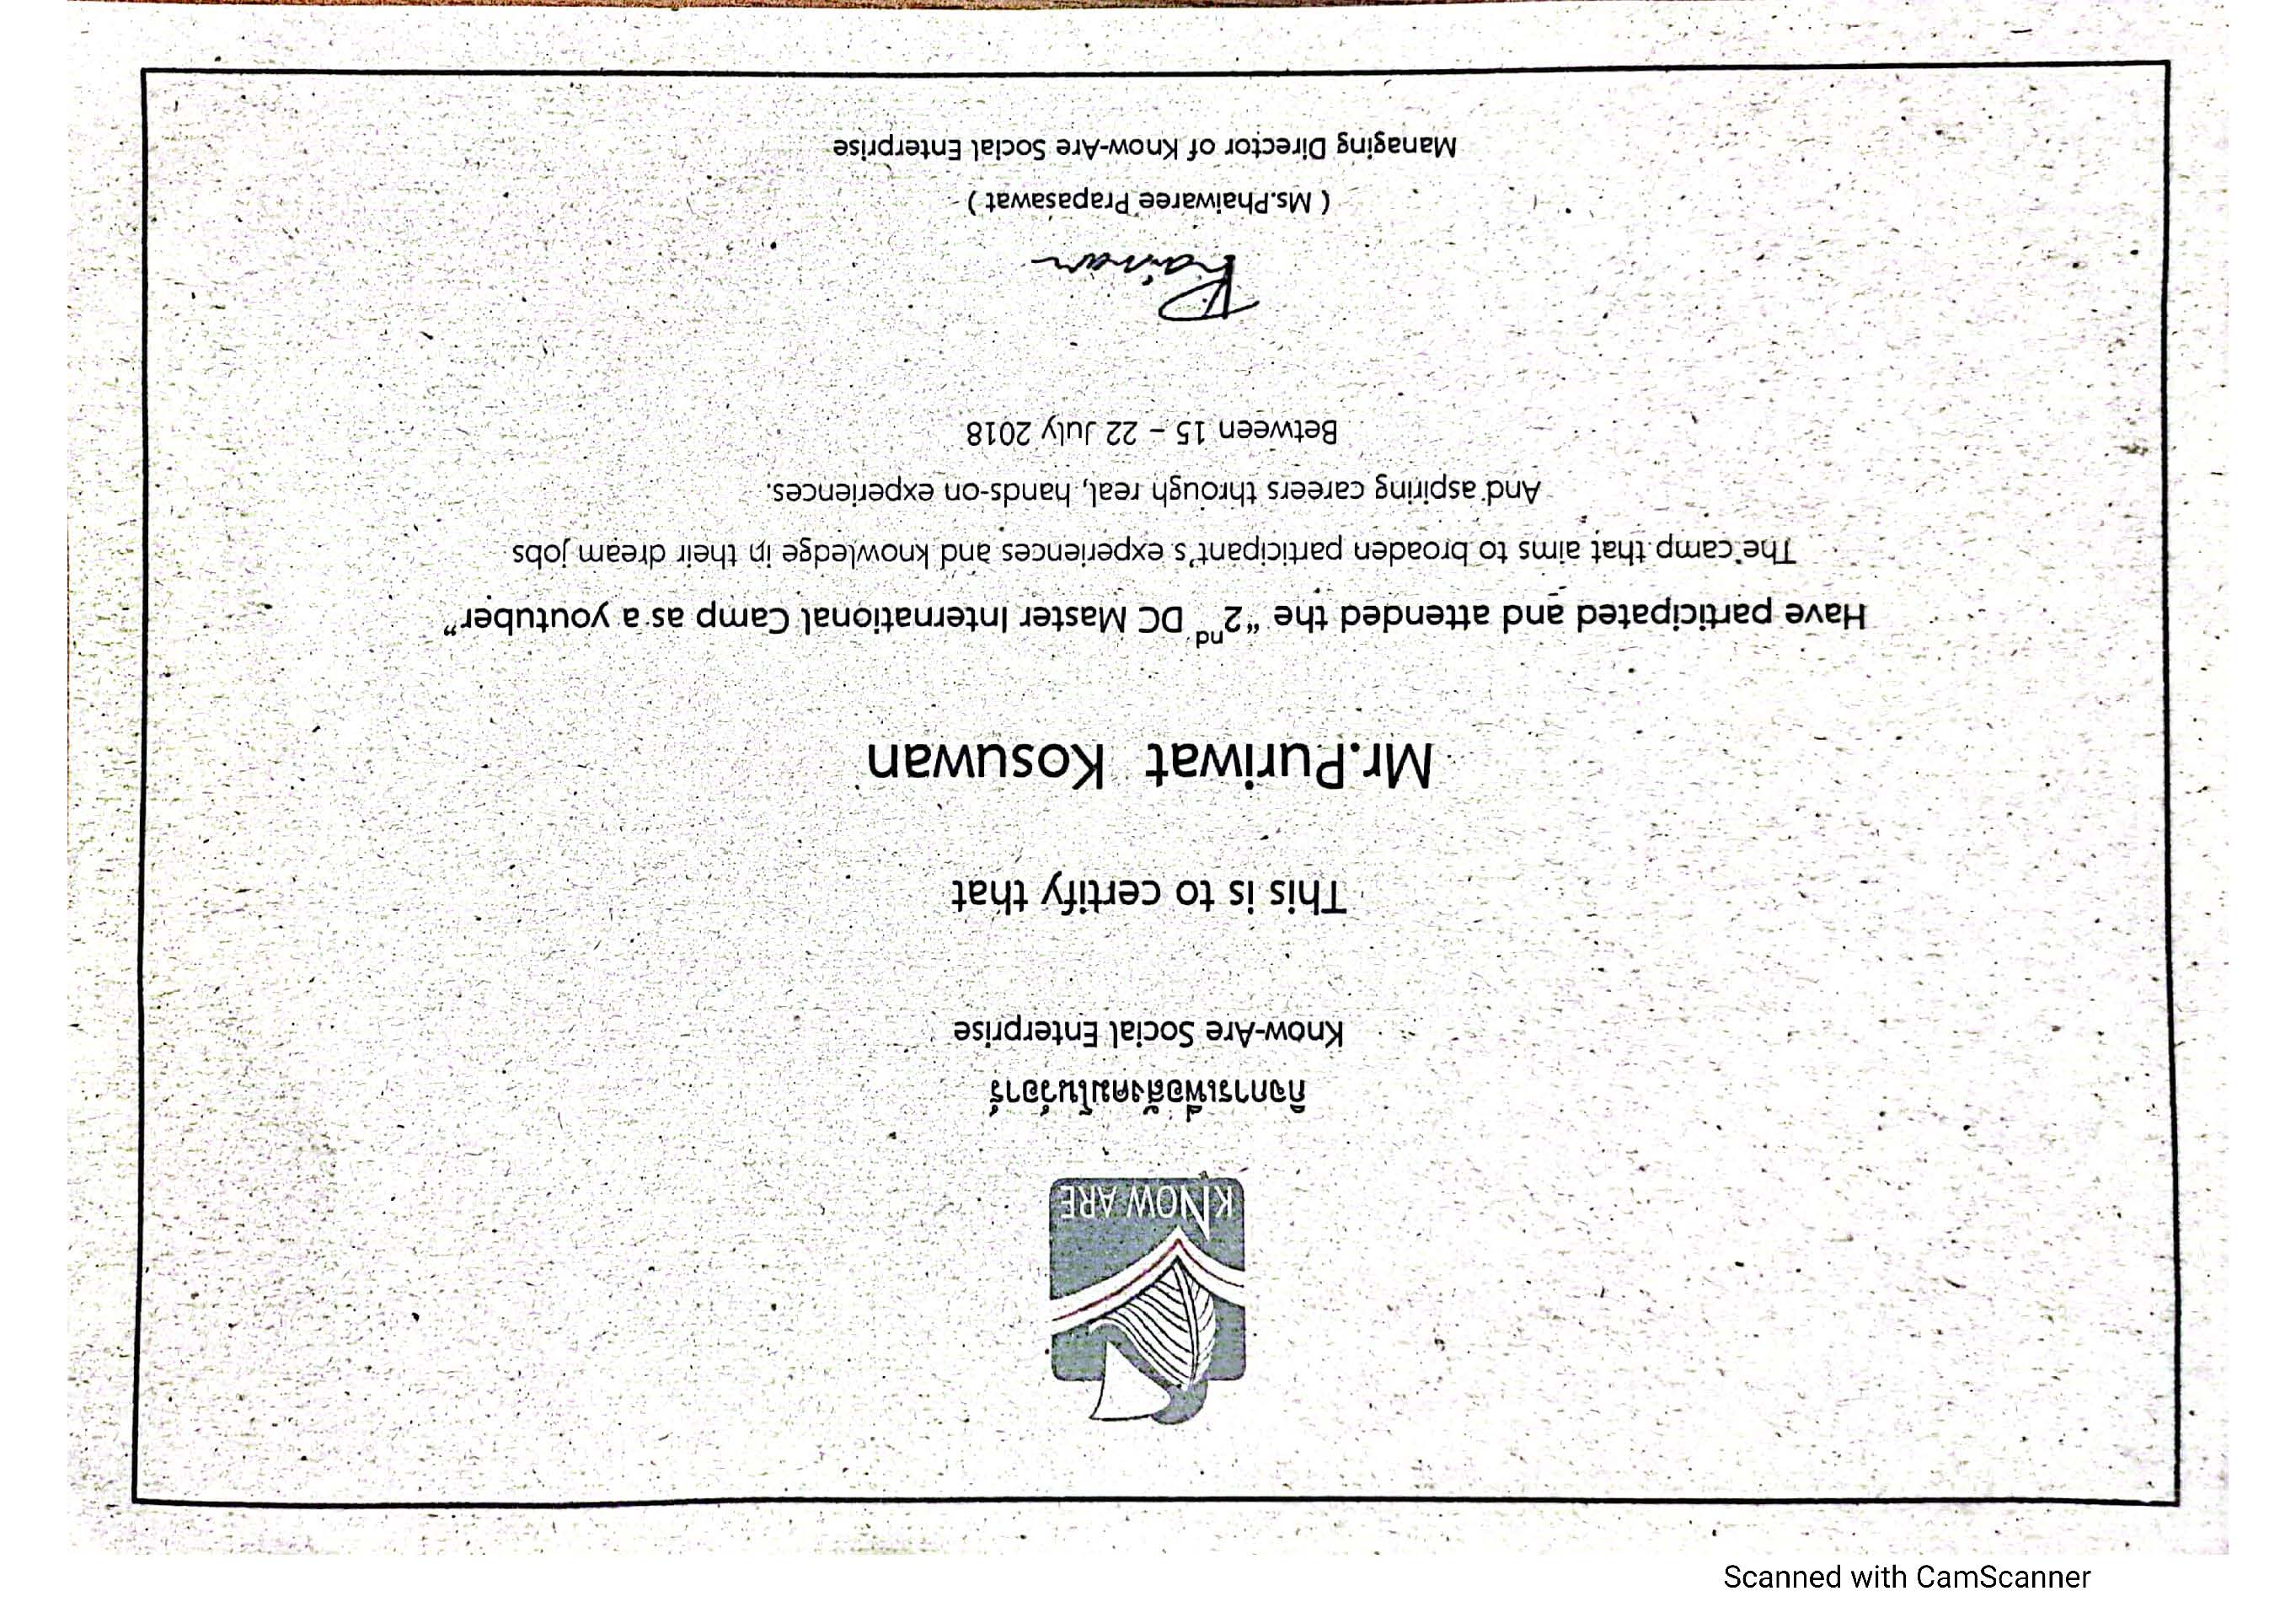 Scanned with CamScanner
KNOW ARE
กิจการเพื่อสังคมโนว์อาร์
Know-Are Social Enterprise
This is to certify that
Mr.Puriwat Kosuwan
Have participated and attended the “2nd DC Master International Camp as a youtuber”
The camp that aims to broaden participant’s experiences and knowledge in their dream jobs
And aspiring careers through real, hands-on experiences.
Between 15 – 22 July 2018
( Ms.Phaiwaree Prapasawat )
Managing Director of Know-Are Social Enterprise